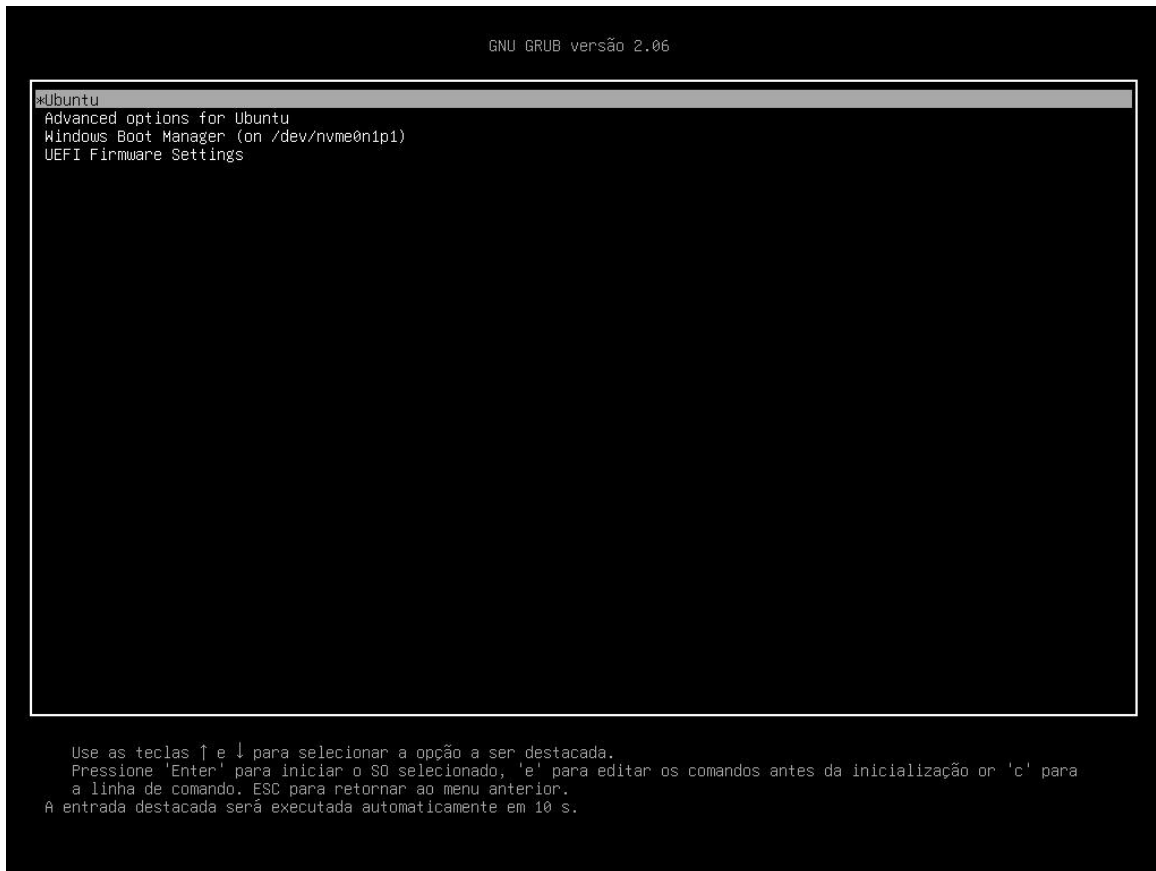 GNU GRUB versão 2.06
*Ubuntu
Advanced options for Ubuntu
Windows Boot Manager (on /dev/nvme0n1p1)
UEFI Firmware Settings
Use as teclas ↑ e ↓ para selecionar a opção a ser destacada.
Pressione 'Enter' para iniciar o SO selecionado, 'e' para editar os comandos antes da inicialização or 'c' para
a linha de comando. ESC para retornar ao menu anterior.
A entrada destacada será executada automaticamente em 10 s.